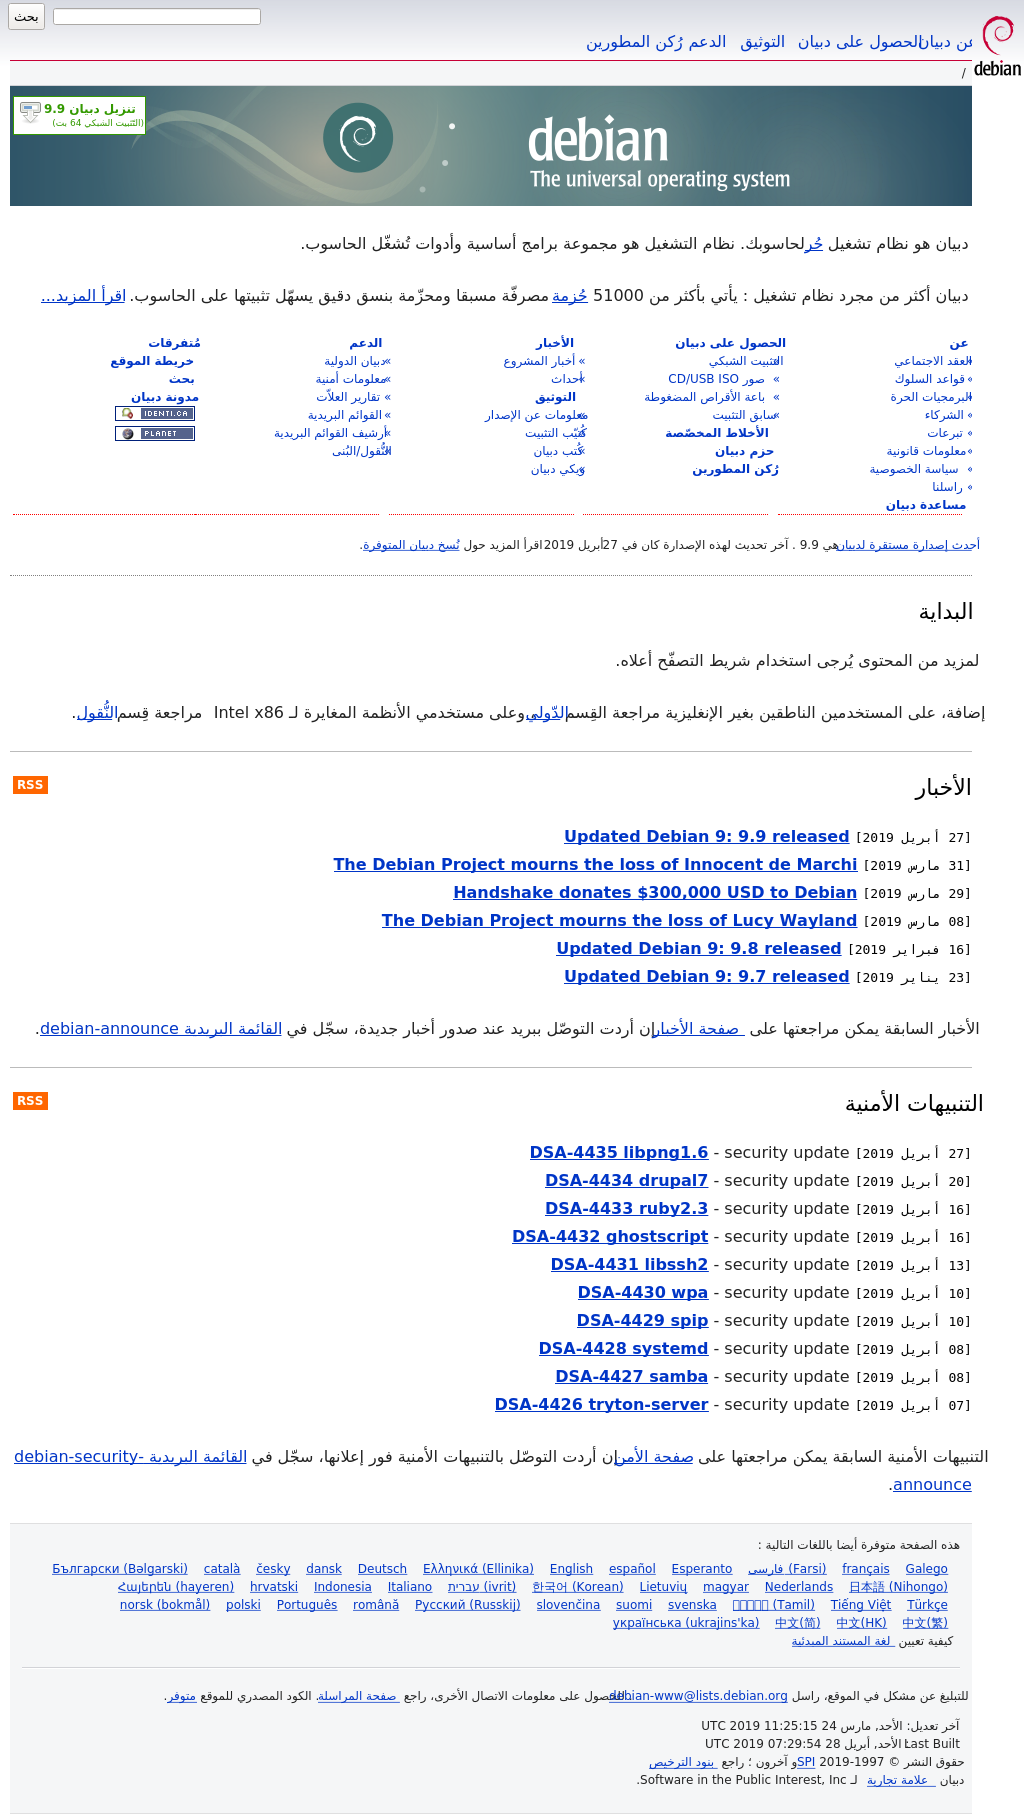 بحث
عن دبيان الحصول على دبيان التوثيق الدعم رُكن المطورين
debian
/
تنزيل دبيان 9.9
(التثبيت الشبكي 64 بت)
debian
The universal operating system
دبيان هو نظام تشغيل حُر لحاسوبك. نظام التشغيل هو مجموعة برامج أساسية وأدوات تُشغّل الحاسوب.
دبيان أكثر من مجرد نظام تشغيل : يأتي بأكثر من 51000 حُزمة مصرفّة مسبقا ومحزّمة بنسق دقيق يسهّل تثبيتها على الحاسوب. اقرأ المزيد...
عن
» العقد الاجتماعي
» قواعد السلوك
» البرمجيات الحرة
» الشركاء
» تبرعات
» معلومات قانونية
» سياسة الخصوصية
» راسلنا
مساعدة دبيان
الحصول على دبيان
» التثبيت الشبكي
» صور CD/USB ISO
» باعة الأقراص المضغوطة
» سابق التثبيت
الأخلاط المخصّصة
حزم دبيان
رُكن المطورين
الأخبار
» أخبار المشروع
» أحداث
التوثيق
» معلومات عن الإصدار
» كُتيّب التثبيت
» كُتب دبيان
» ويكي دبيان
الدعم
» دبيان الدولية
» معلومات أمنية
» تقارير العلاّت
» القوائم البريدية
» أرشيف القوائم البريدية
» النُّقول/البُنى
مُتفرقات
خريطة الموقع
بحث
مدونة دبيان
IDENTI.CA
PLANET
أحدث إصدارة مستقرة لدبيان هي 9.9 . آخر تحديث لهذه الإصدارة كان في 27 أبريل 2019 اقرأ المزيد حول نُسخ دبيان المتوفرة.
البداية
لمزيد من المحتوى يُرجى استخدام شريط التصفّح أعلاه.
إضافة، على المستخدمين الناطقين بغير الإنغليزية مراجعة القِسم الدّولي، وعلى مستخدمي الأنظمة المغايرة لـ Intel x86 مراجعة قِسم النُّقول.
الأخبار
RSS
[27 أبريل 2019] Updated Debian 9: 9.9 released
[31 مارس 2019] The Debian Project mourns the loss of Innocent de Marchi
[29 مارس 2019] Handshake donates $300,000 USD to Debian
[08 مارس 2019] The Debian Project mourns the loss of Lucy Wayland
[16 فبراير 2019] Updated Debian 9: 9.8 released
[23 يناير 2019] Updated Debian 9: 9.7 released
الأخبار السابقة يمكن مراجعتها على صفحة الأخبار إن أردت التوصّل ببريد عند صدور أخبار جديدة، سجّل في القائمة البريدية debian-announce.
التنبيهات الأمنية
RSS
[27 أبريل 2019] DSA-4435 libpng1.6 - security update
[20 أبريل 2019] DSA-4434 drupal7 - security update
[16 أبريل 2019] DSA-4433 ruby2.3 - security update
[16 أبريل 2019] DSA-4432 ghostscript - security update
[13 أبريل 2019] DSA-4431 libssh2 - security update
[10 أبريل 2019] DSA-4430 wpa - security update
[10 أبريل 2019] DSA-4429 spip - security update
[08 أبريل 2019] DSA-4428 systemd - security update
[08 أبريل 2019] DSA-4427 samba - security update
[07 أبريل 2019] DSA-4426 tryton-server - security update
التنبيهات الأمنية السابقة يمكن مراجعتها على صفحة الأمن إن أردت التوصّل بالتنبيهات الأمنية فور إعلانها، سجّل في القائمة البريدية debian-security-
announce.
هذه الصفحة متوفرة أيضا باللغات التالية :
Български (Bəlgarski) català česky dansk Deutsch Ελληνικά (Ellinika) English español Esperanto فارسی (Farsi) français Galego
Հայերեն (hayeren) hrvatski Indonesia Italiano עברית (ivrit) 한국어 (Korean) Lietuvių magyar Nederlands 日本語 (Nihongo)
norsk (bokmål) polski Português română Русский (Russkij) slovenčina suomi svenska (Tamil) Tiếng Việt Türkçe
українська (ukrajins'ka) 中文(简) 中文(HK) 中文(繁)
كيفية تعيين لغة المستند المبدئية
للتبليغ عن مشكل في الموقع، راسل debian-www@lists.debian.org. للحصول على معلومات الاتصال الأخرى، راجع صفحة المراسلة. الكود المصدري للموقع متوفر.
آخر تعديل: الأحد, مارس 24 11:25:15 UTC 2019
Last Built: الأحد, أبريل 28 07:29:54 UTC 2019
حقوق النشر © 1997-2019 SPI و آخرون ؛ راجع بنود الترخيص
دبيان علامة تجارية لـ Software in the Public Interest, Inc.